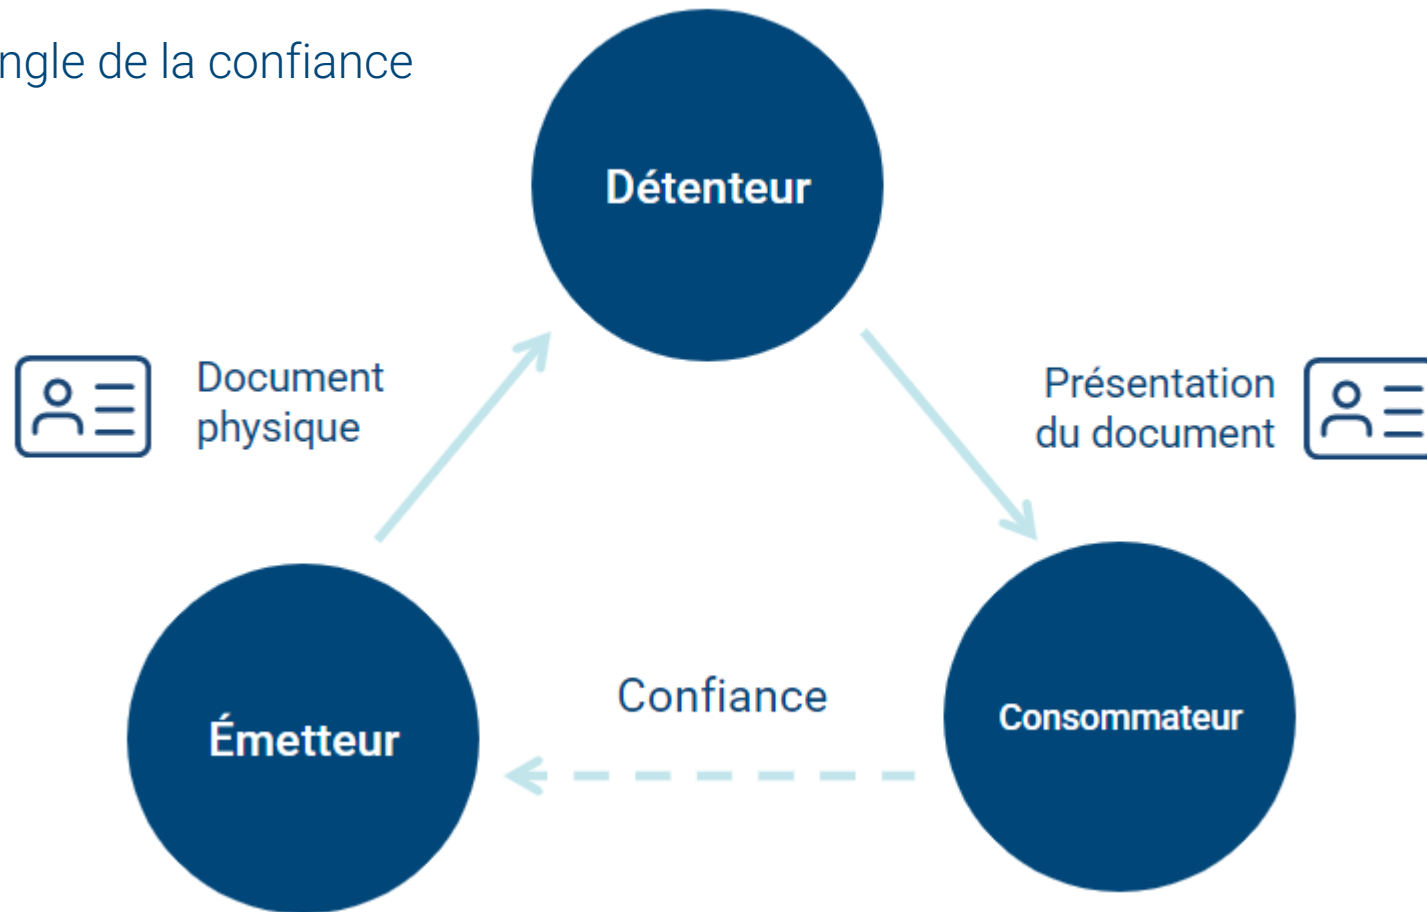 ngle de la confiance
Détenteur
Document
physique
Présentation
du document
Confiance
Émetteur
Consommateur